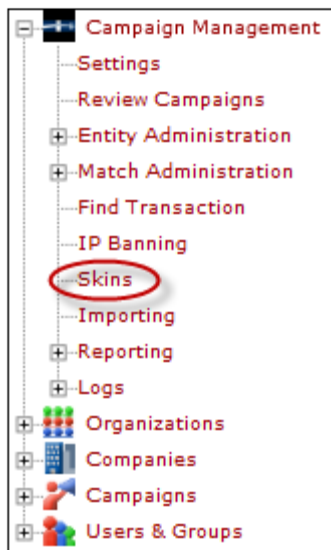 Campaign Management
Settings
Review Campaigns
Entity Administration
Match Administration
Find Transaction
IP Banning
Skins
Importing
Reporting
Logs
Organizations
Companies
Campaigns
Users & Groups